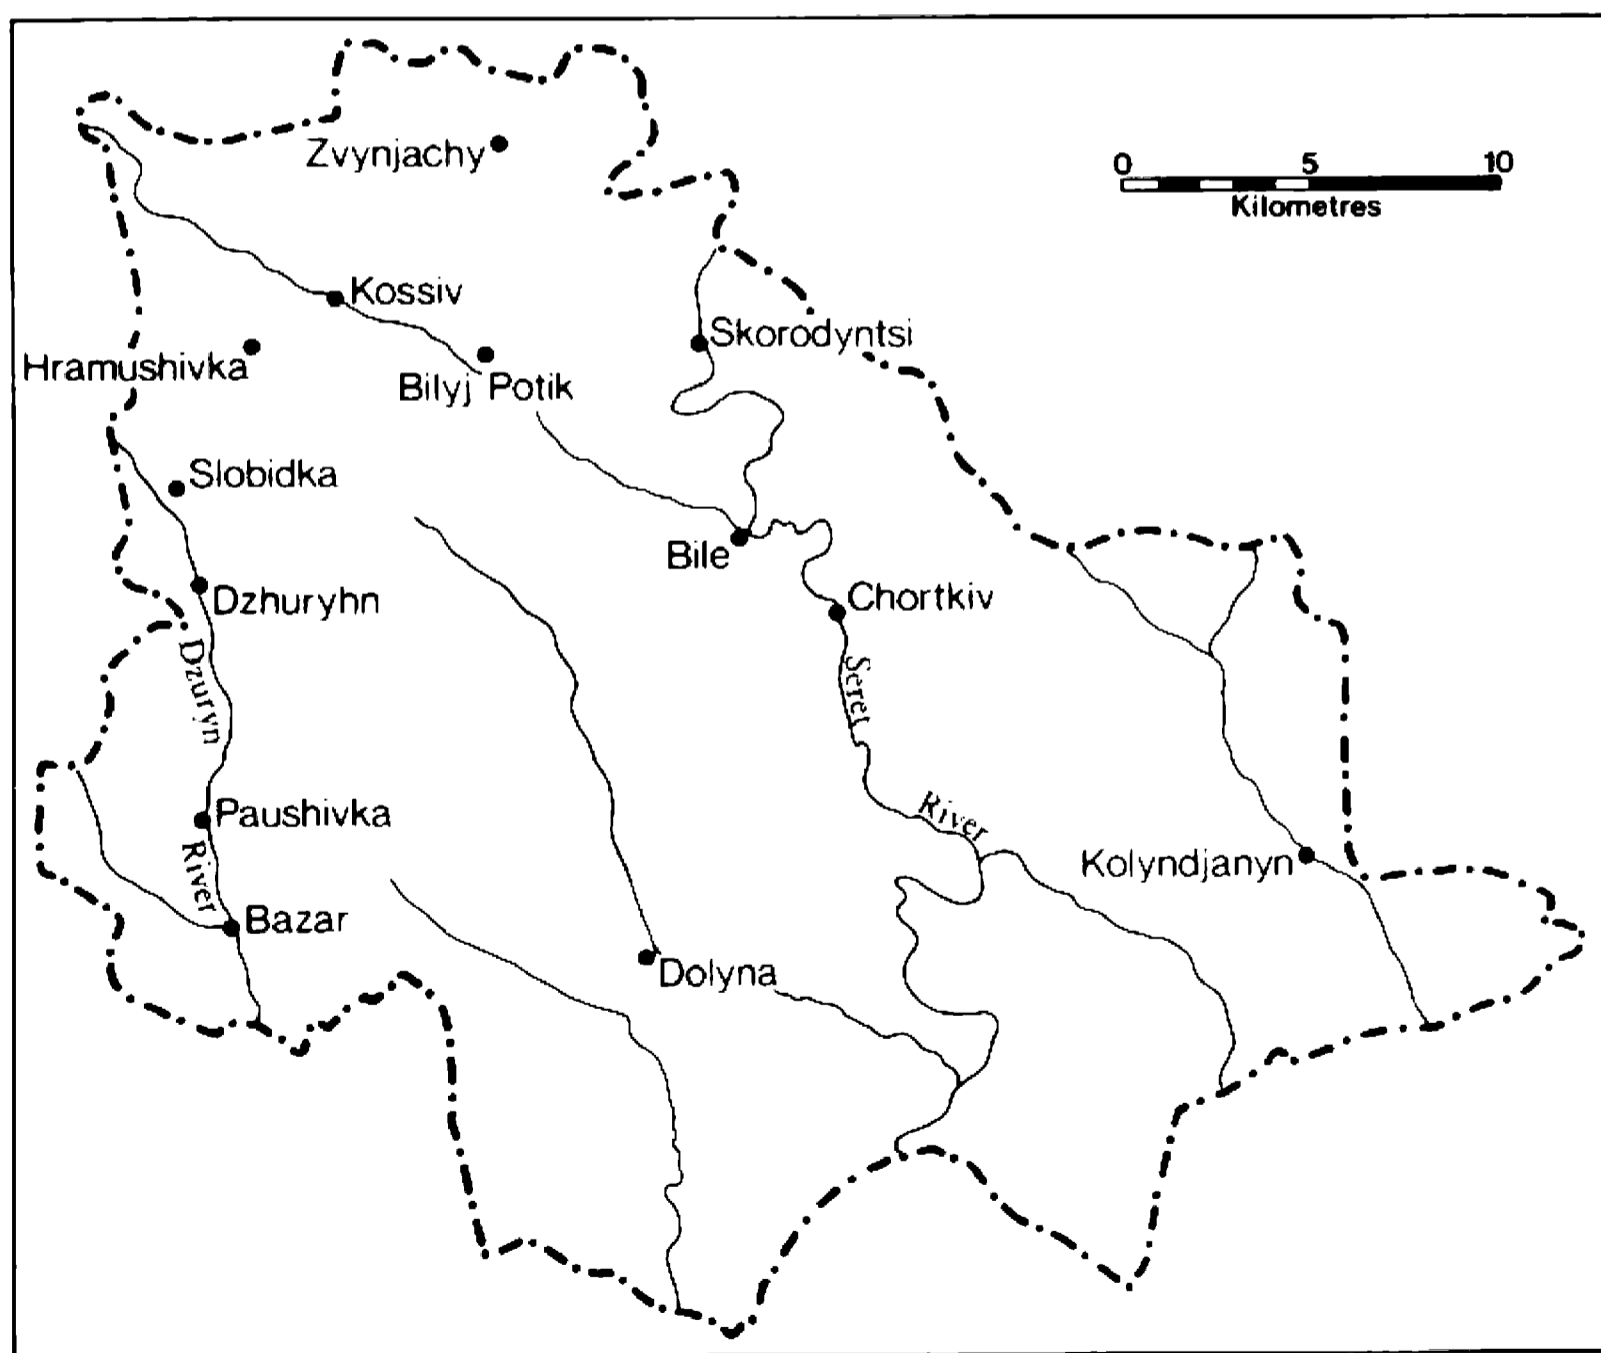 Zvynjachy
0 5 10
Kilometres
Kossiv
Skorodyntsi
Hramushivka
Bilyj Potik
Slobidka
Bile
Dzhuryhn
Chortkiv
Dzuryn
Seret
Paushivka
River
River
Kolyndjanyn
Bazar
Dolyna